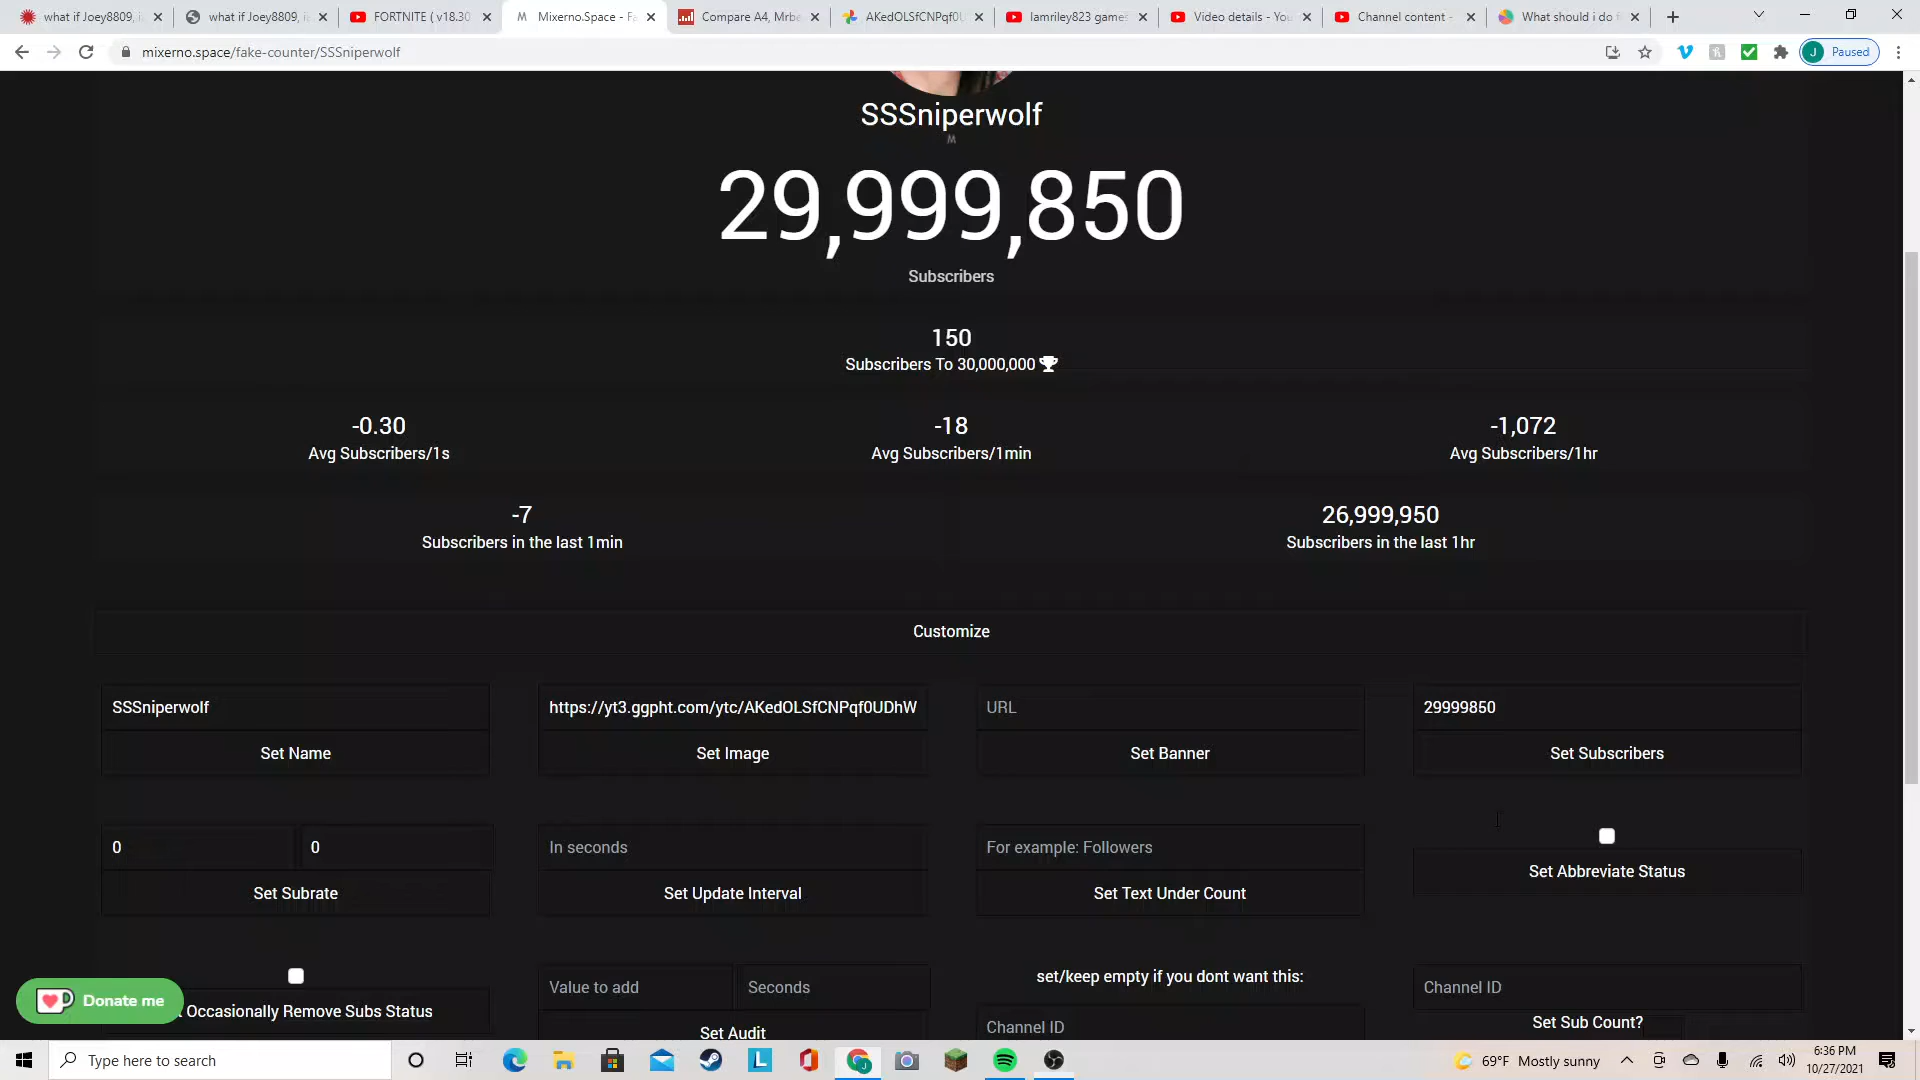 what if Joey8809, i
what if Joey8809, i
FORTNITE ( v18.30
Mixerno.Space - Fa
Compare A4, Mrbe
AKedOLSfCNPqf0U
Iamriley823 games
Video details - You
Channel content -
What should i do f
mixerno.space/fake-counter/SSSniperwolf
J Paused
SSSniperwolf
29,999,850
Subscribers
150
Subscribers To 30,000,000
-0.30
Avg Subscribers/1s
-18
Avg Subscribers/1min
-1,072
Avg Subscribers/1hr
-7
Subscribers in the last 1min
26,999,950
Subscribers in the last 1hr
Customize
SSSniperwolf
Set Name
https://yt3.ggpht.com/ytc/AKedOLSfCNPqf0UDhW
Set Image
URL
Set Banner
29999850
Set Subscribers
0 0
Set Subrate
In seconds
Set Update Interval
For example: Followers
Set Text Under Count
Set Abbreviate Status
Occasionally Remove Subs Status
Value to add
Seconds
Set Audit
set/keep empty if you dont want this:
Channel ID
Channel ID
Set Sub Count?
Donate me
Type here to search
69°F Mostly sunny
6:36 PM
10/27/2021